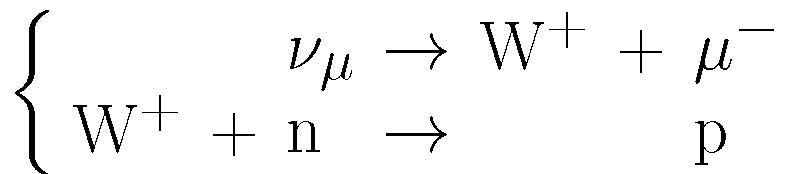 ν_μ → W⁺ + μ⁻
W⁺ + n → p